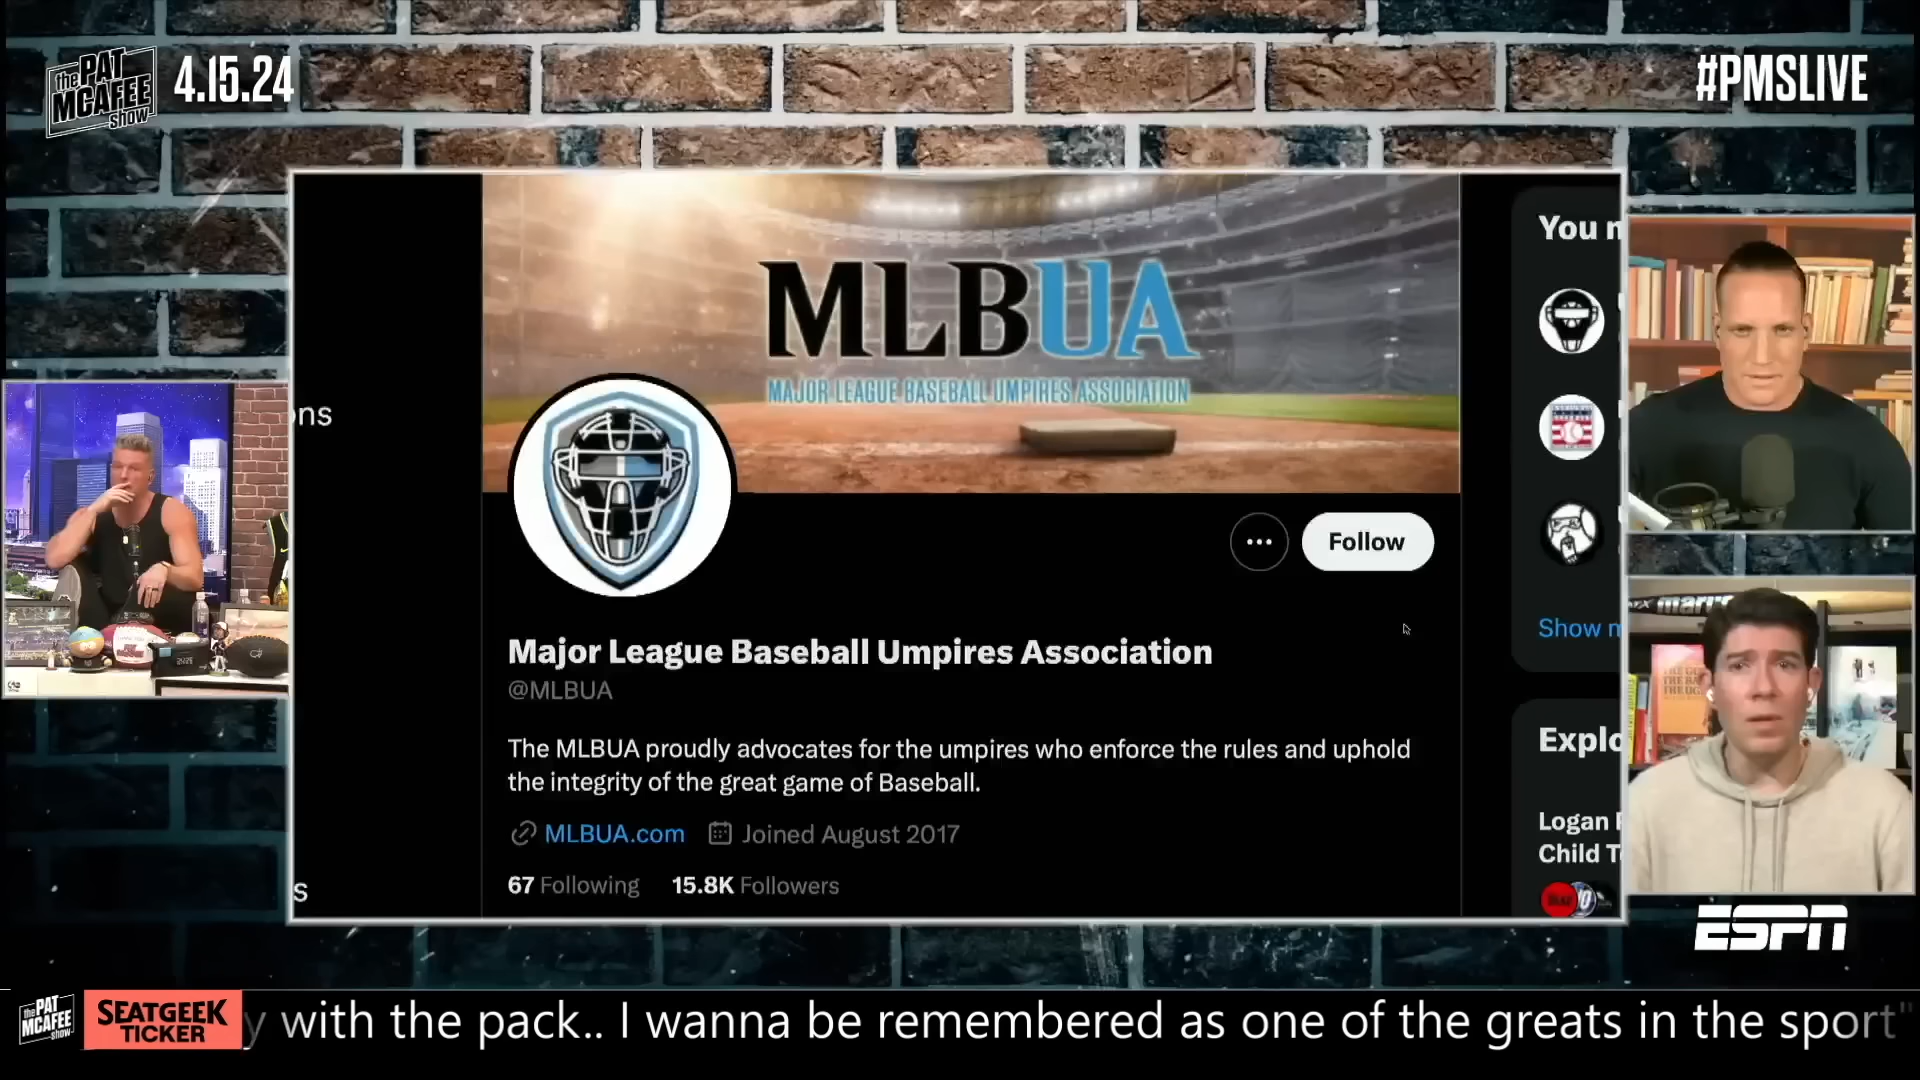 the PAT MCAFEE show
4.15.24
#PMSLIVE
ons
s
MLBUA
MAJOR LEAGUE BASEBALL UMPIRES ASSOCIATION
Follow
Major League Baseball Umpires Association
@MLBUA
The MLBUA proudly advocates for the umpires who enforce the rules and uphold
the integrity of the great game of Baseball.
MLBUA.com Joined August 2017
67 Following 15.8K Followers
You
Show
Explo
Logan
Child
ESPN
the PAT MCAFEE show
SEATGEEK
TICKER
y with the pack.. I wanna be remembered as one of the greats in the sport"